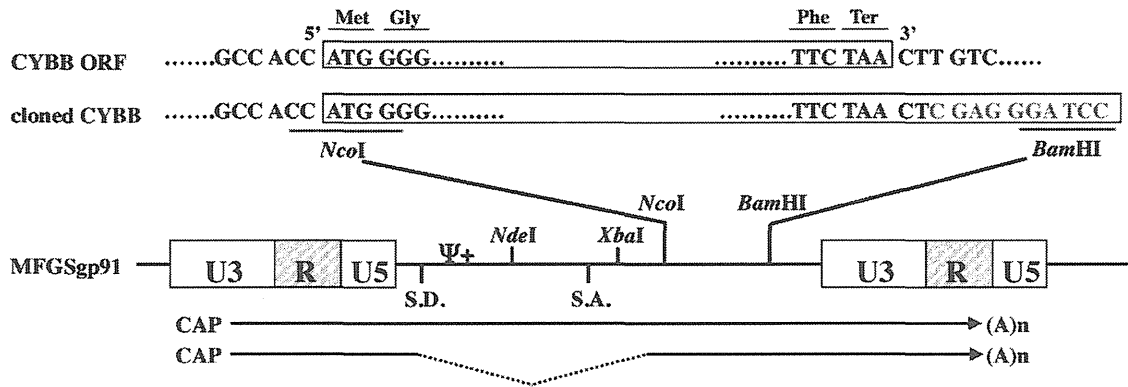 5’ Met Gly Phe Ter 3’
CYBB ORF .......GCC ACC ATG GGG.......... ..........TTC TAA CTT GTC......
cloned CYBB .......GCC ACC ATG GGG.......... ..........TTC TAA CTC GAG GGA TCC
NcoI BamHI
NcoI BamHI
NdeI XbaI
Ψ+
MFGSgp91 U3 R U5 U3 R U5
S.D. S.A.
CAP (A)n
CAP (A)n